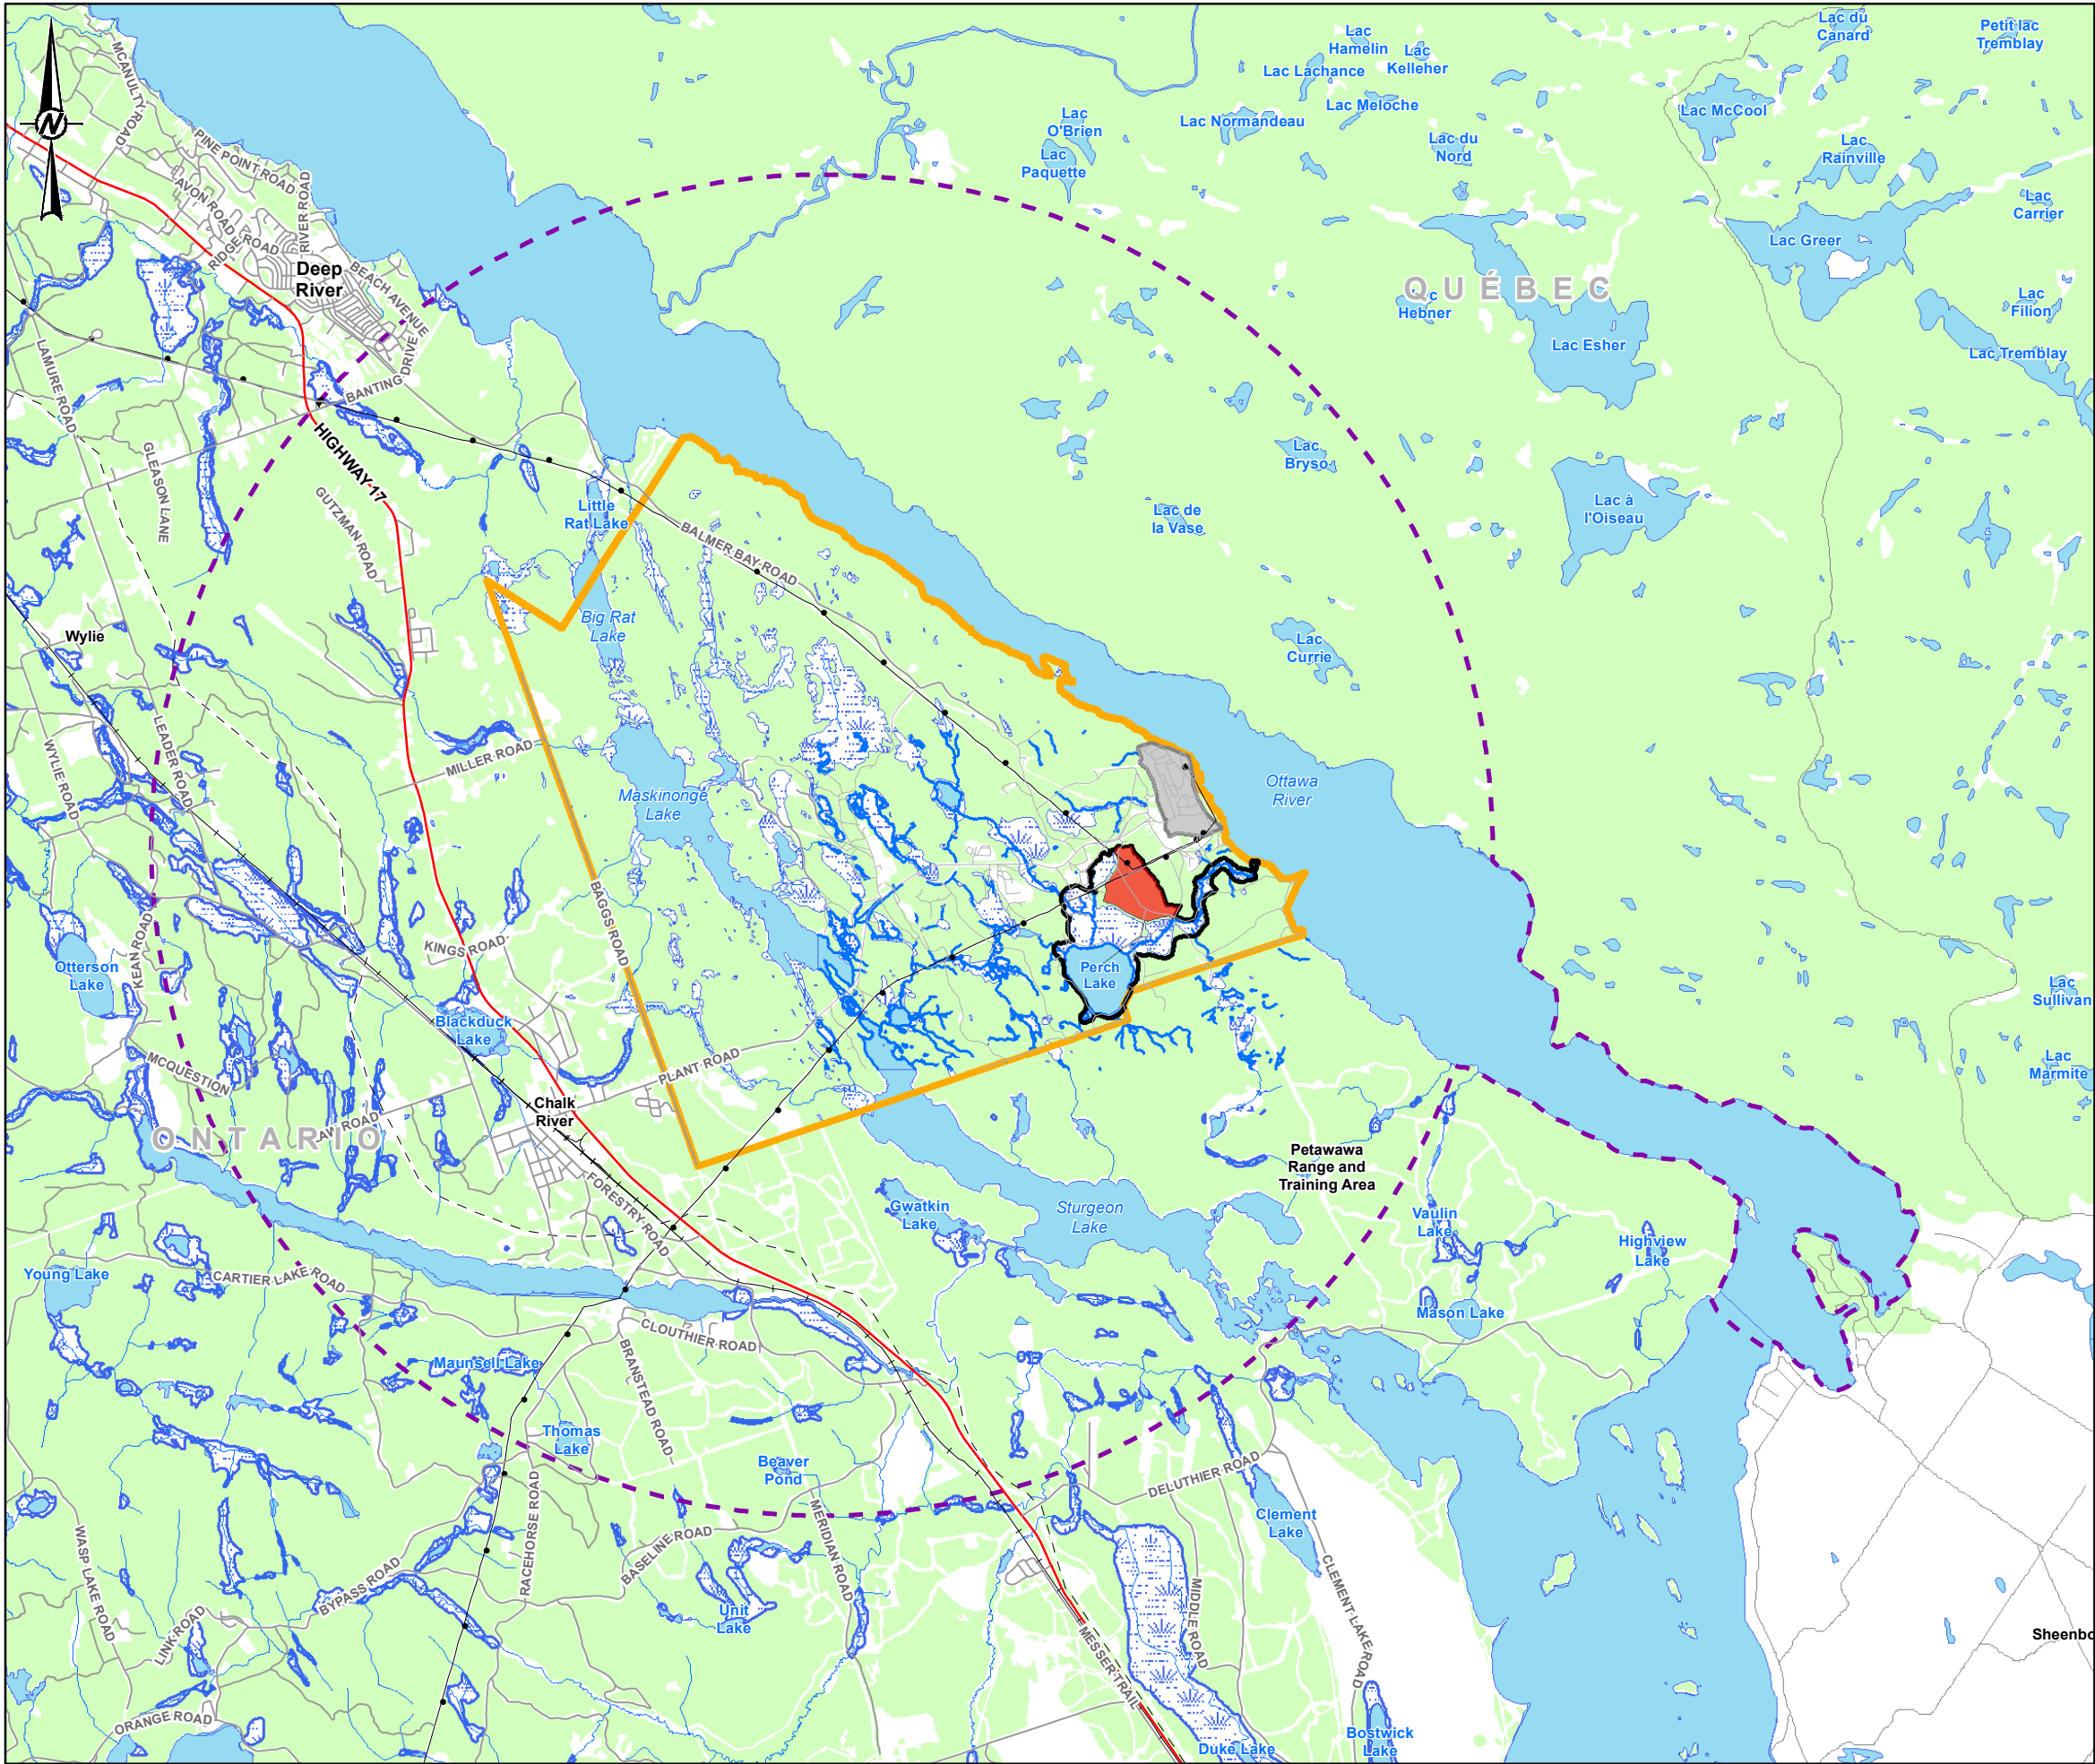 N
MCANULTY ROAD
PINE POINT ROAD
AVON ROAD
RIDGE ROAD
RIVER ROAD
Deep
River
BEACH AVENUE
BANTING DRIVE
LAMURE ROAD
GLEASON LANE
HIGHWAY 17
GUTZMAN ROAD
Lac
Hamelin
Lac
Kelleher
Lac Lachance
Lac Meloche
Lac
O'Brien
Lac Normandeau
Lac
Paquette
Lac du
Nord
Lac du
Canard
Petit lac
Tremblay
Lac McCool
Lac
Rainville
Lac
Carrier
Lac Greer
QUÉBEC
Hebner
Lac
Filion
Lac Esher
Lac Tremblay
Lac
Bryso
Lac à
l'Oiseau
Lac de
la Vase
Little
Rat Lake
BALMER BAY ROAD
Big Rat
Lake
Lac
Currie
Wylie
WYLIE ROAD
LEADER ROAD
MILLER ROAD
Maskinonge
Lake
Ottawa
River
BAGGS ROAD
KINGS ROAD
KEAN ROAD
Otterson
Lake
Perch
Lake
Lac
Sullivan
Blackduck
Lake
Lac
Marmite
PLANT ROAD
MCQUESTION
Chalk
River
ONTARIO
AW ROAD
Petawawa
Range and
Training Area
FORESTRY ROAD
Gwatkin
Lake
Sturgeon
Lake
Vaulin
Lake
Highview
Lake
Young Lake
CARTIER LAKE ROAD
Mason Lake
CLOUTHIER ROAD
Maunsell Lake
BRANSTEAD ROAD
Thomas
Lake
Beaver
Pond
DELUTHIER ROAD
Clement
Lake
RACEHORSE ROAD
MERIDIAN ROAD
BASELINE ROAD
WASP LAKE ROAD
BYPASS ROAD
LINK ROAD
Unit
Lake
MIDDLE ROAD
CLEMENT LAKE ROAD
MESSER TRAIL
Sheenbo
ORANGE ROAD
Duke Lake
Bostwick
Lake